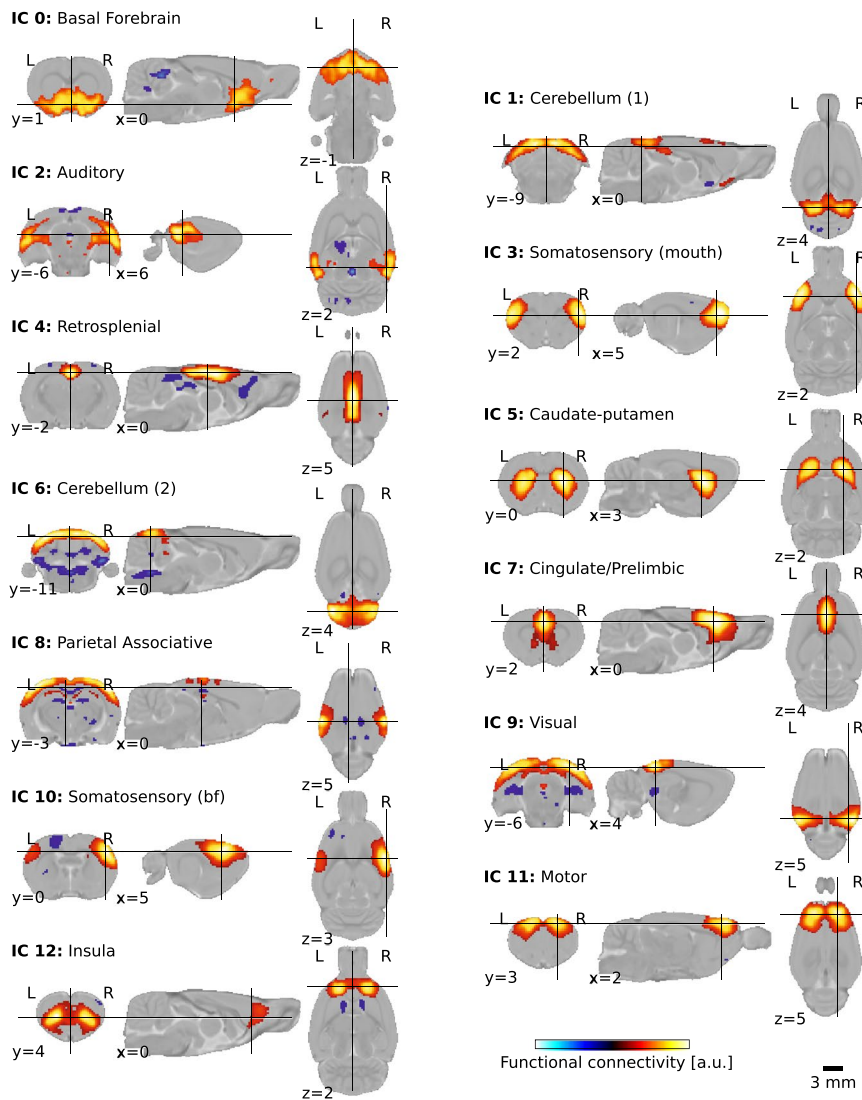 IC 0: Basal Forebrain
L R L R
y=1 x=0 z=-1
IC 1: Cerebellum (1)
L R L R
y=-9 x=0 z=4
IC 2: Auditory
L R L R
y=-6 x=6 z=2
IC 3: Somatosensory (mouth)
L R L R
y=2 x=5 z=2
IC 4: Retrosplenial
L R L R
y=-2 x=0 z=5
IC 5: Caudate-putamen
L R L R
y=0 x=3 z=2
IC 6: Cerebellum (2)
L R L R
y=-11 x=0 z=4
IC 7: Cingulate/Prelimbic
L R L R
y=2 x=0 z=4
IC 8: Parietal Associative
L R L R
y=-3 x=0 z=5
IC 9: Visual
L R L R
y=-6 x=4 z=5
IC 10: Somatosensory (bf)
L R L R
y=0 x=5 z=3
IC 11: Motor
L R L R
y=3 x=2 z=5
IC 12: Insula
L R L R
y=4 x=0 z=2
Functional connectivity [a.u.]
3 mm